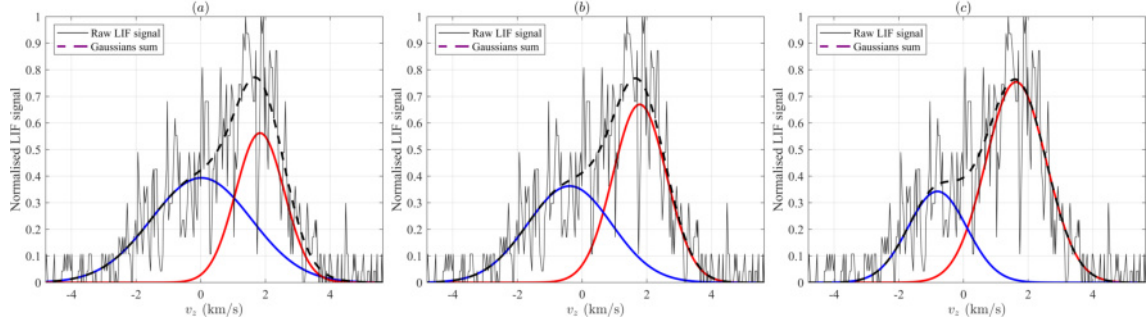 (a)
1
0.9
0.8
0.7
0.6
0.5
0.4
0.3
0.2
0.1
0
Normalised LIF signal
Raw LIF signal
Gaussians sum
-4 -2 0 2 4
v_z (km/s)
(b)
1
0.9
0.8
0.7
0.6
0.5
0.4
0.3
0.2
0.1
0
Normalised LIF signal
Raw LIF signal
Gaussians sum
-4 -2 0 2 4
v_z (km/s)
(c)
1
0.9
0.8
0.7
0.6
0.5
0.4
0.3
0.2
0.1
0
Normalised LIF signal
Raw LIF signal
Gaussians sum
-4 -2 0 2 4
v_z (km/s)